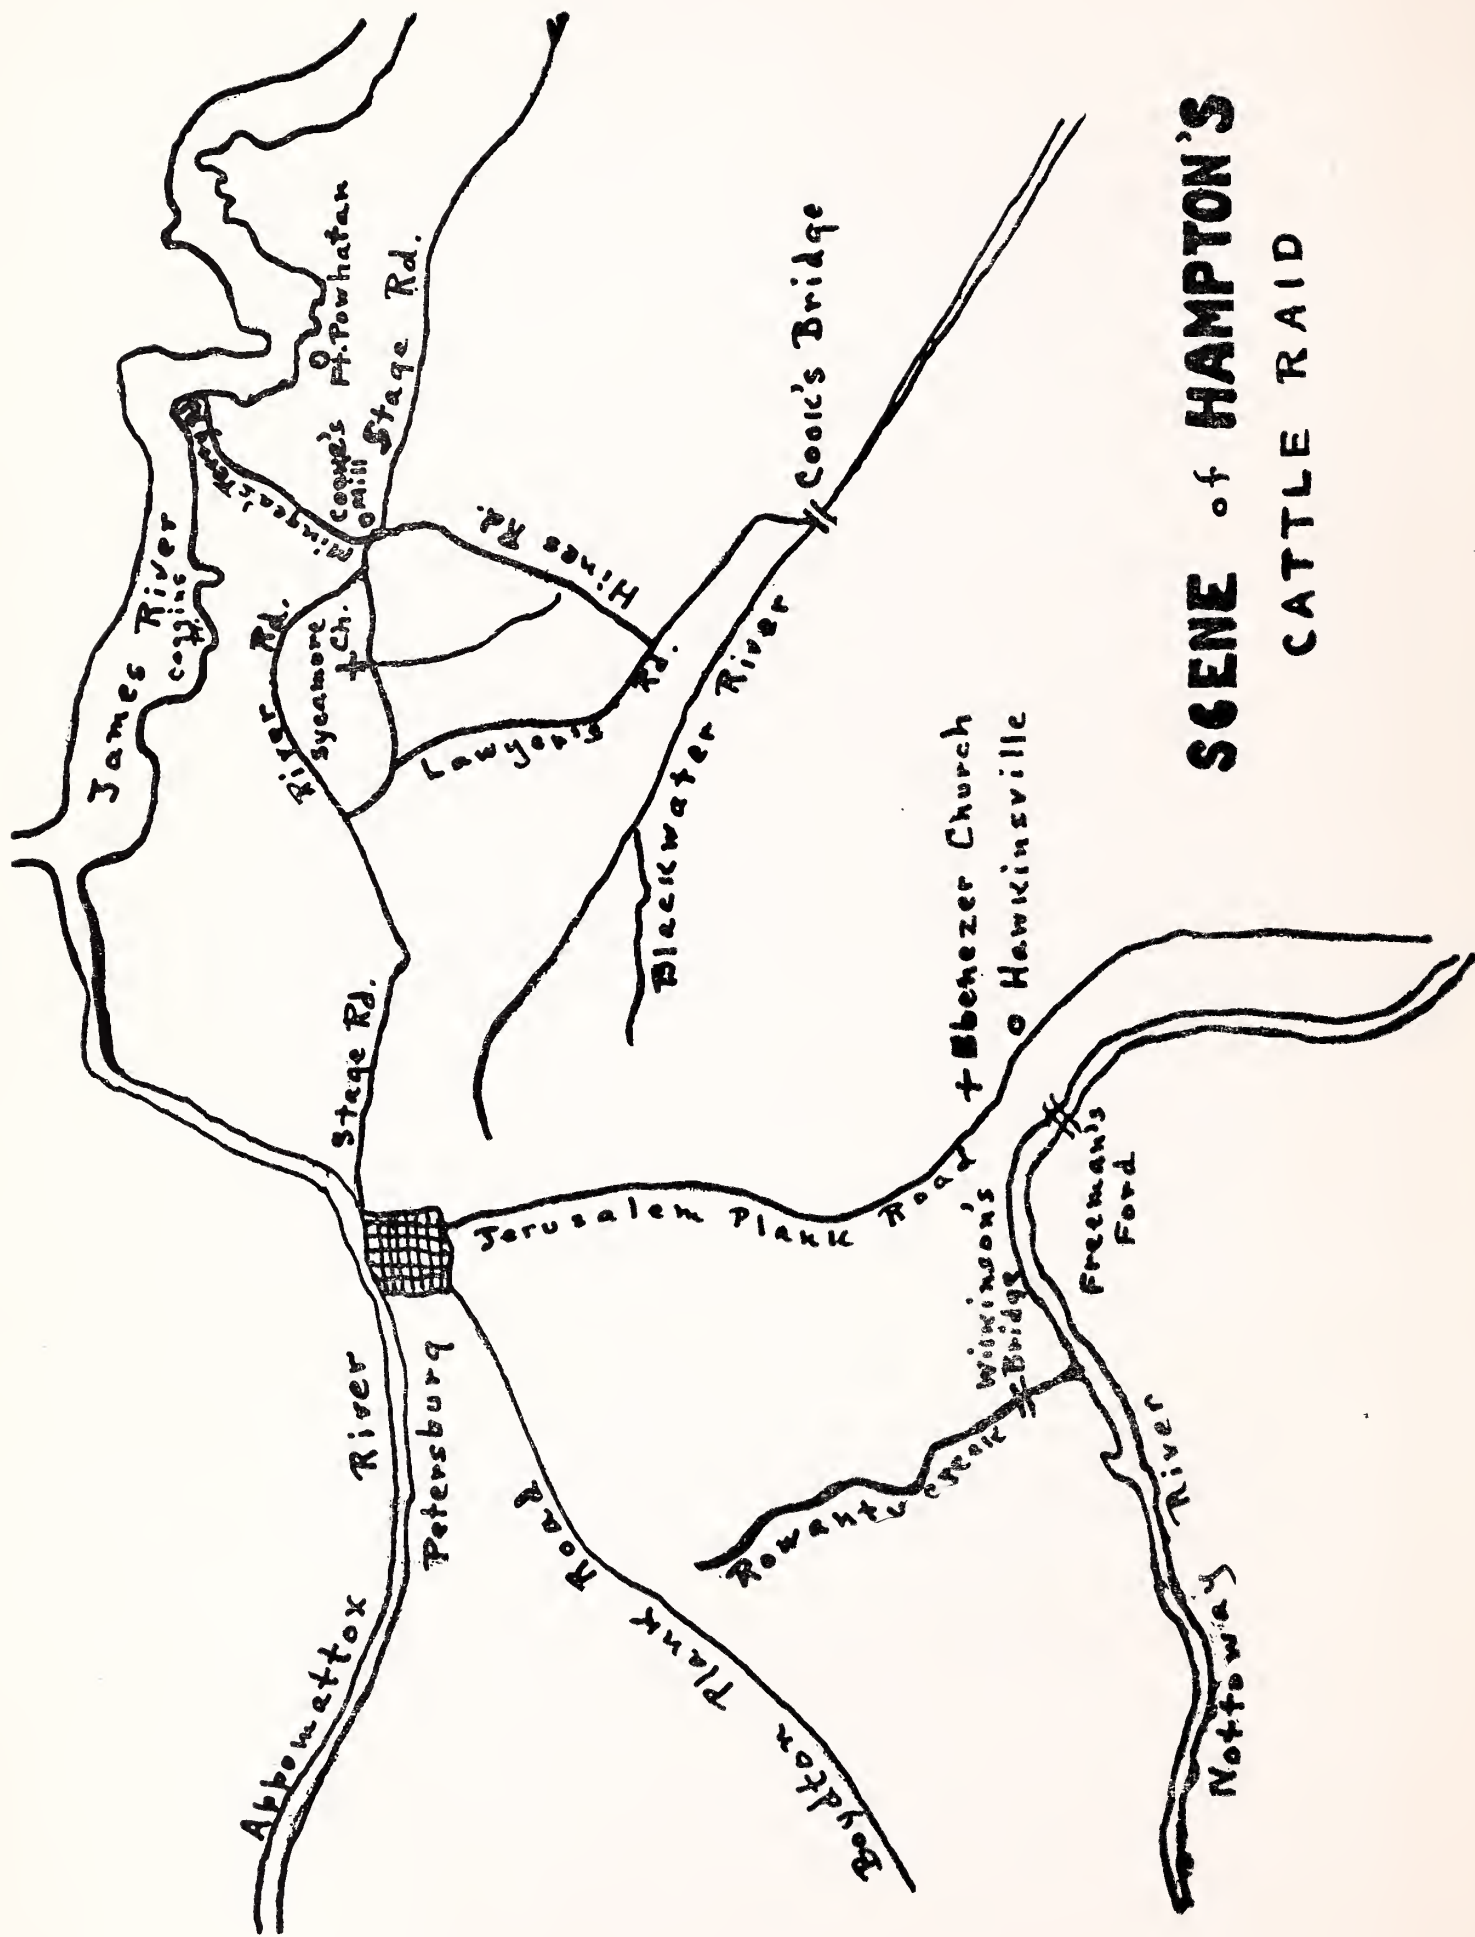 SCENE of HAMPTON'S
CATTLE RAID
James River
Coggins
Pt.
Ft. Powhatan
Mingea's Ferry
Cooke's
Mill
Stage Rd.
River Rd.
Sycamore
Ch.
Hines Rd.
Lawyer's Rd.
Cook's Bridge
Blackwater River
Stage Rd.
Appomattox River
Petersburg
Jerusalem Plank Road
Ebenezer Church
Hawkinsville
Boydton Plank Road
Rowanty Creek
Wilkinson's
Bridge
Freeman's
Ford
Nottoway River